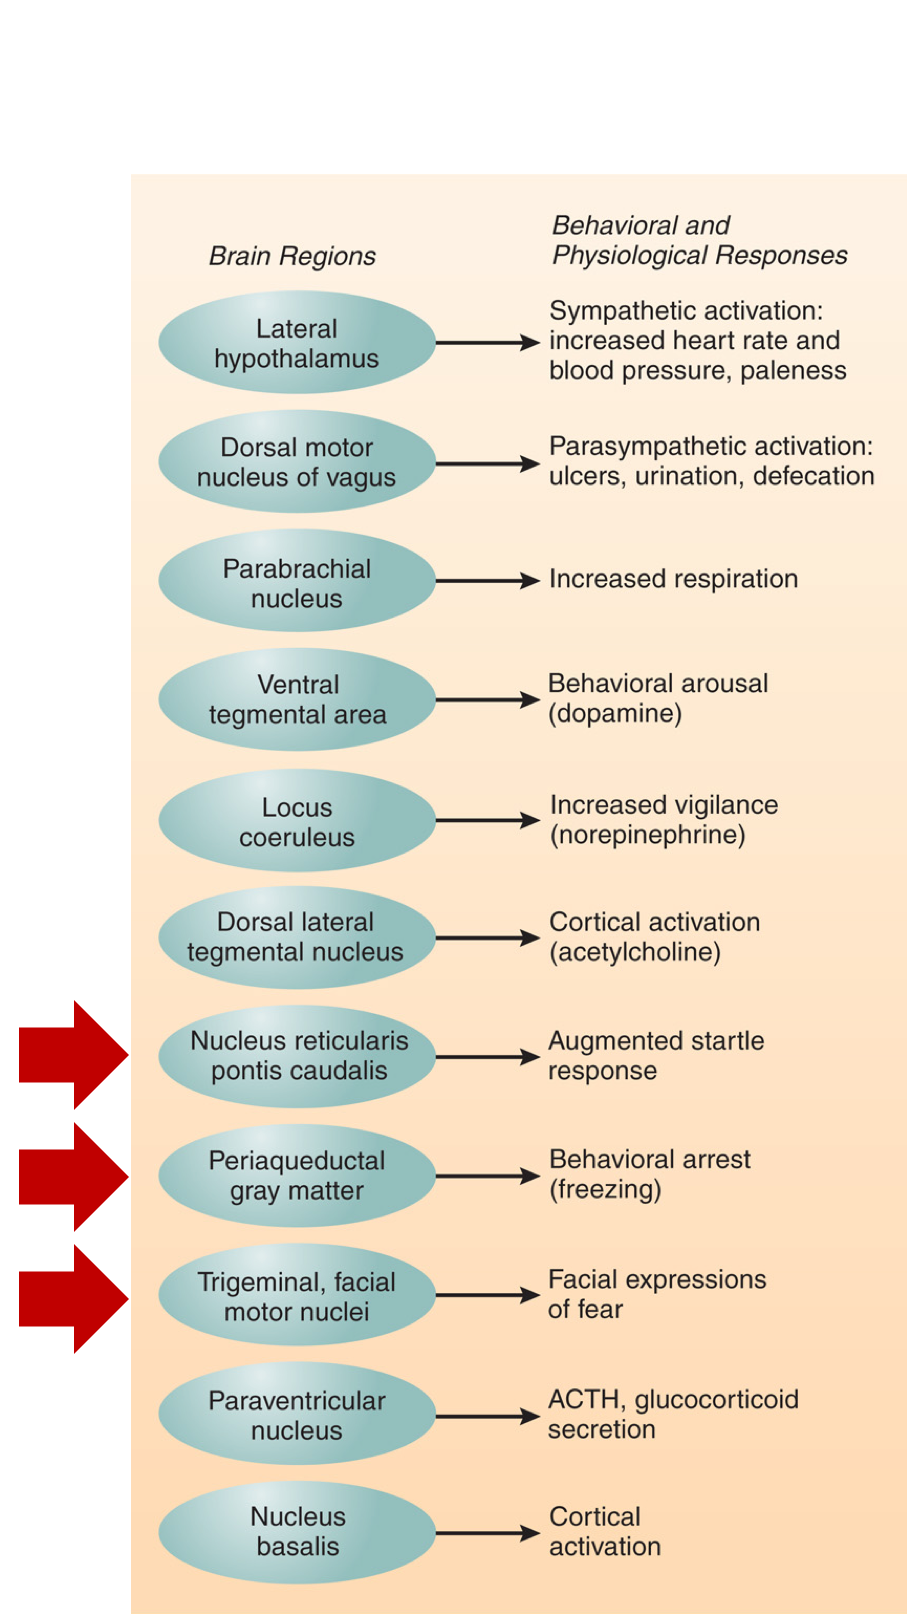 Brain Regions
Behavioral and
Physiological Responses
Lateral
hypothalamus
Sympathetic activation:
increased heart rate and
blood pressure, paleness
Dorsal motor
nucleus of vagus
Parasympathetic activation:
ulcers, urination, defecation
Parabrachial
nucleus
Increased respiration
Ventral
tegmental area
Behavioral arousal
(dopamine)
Locus
coeruleus
Increased vigilance
(norepinephrine)
Dorsal lateral
tegmental nucleus
Cortical activation
(acetylcholine)
Nucleus reticularis
pontis caudalis
Augmented startle
response
Periaqueductal
gray matter
Behavioral arrest
(freezing)
Trigeminal, facial
motor nuclei
Facial expressions
of fear
Paraventricular
nucleus
ACTH, glucocorticoid
secretion
Nucleus
basalis
Cortical
activation